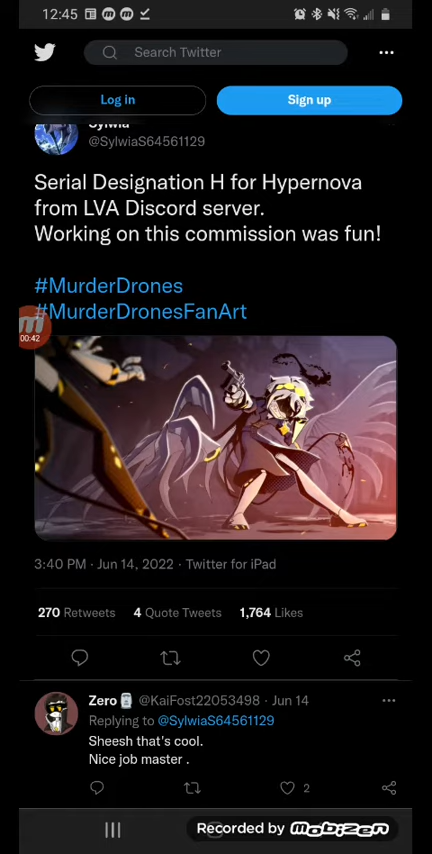 12:45
Search Twitter
Log in
Sign up
Sylwia
@SylwiaS64561129
Serial Designation H for Hypernova
from LVA Discord server.
Working on this commission was fun!
#MurderDrones
#MurderDronesFanArt
00:42
3:40 PM · Jun 14, 2022 · Twitter for iPad
270 Retweets 4 Quote Tweets 1,764 Likes
Zero @KaiFost22053498 · Jun 14
Replying to @SylwiaS64561129
Sheesh that's cool.
Nice job master .
2
Recorded by mobizen